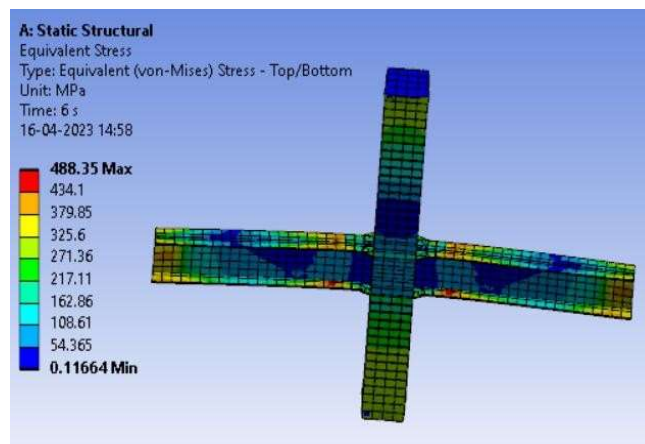 A: Static Structural
Equivalent Stress
Type: Equivalent (von-Mises) Stress - Top/Bottom
Unit: MPa
Time: 6 s
16-04-2023 14:58
488.35 Max
434.1
379.85
325.6
271.36
217.11
162.86
108.61
54.365
0.11664 Min